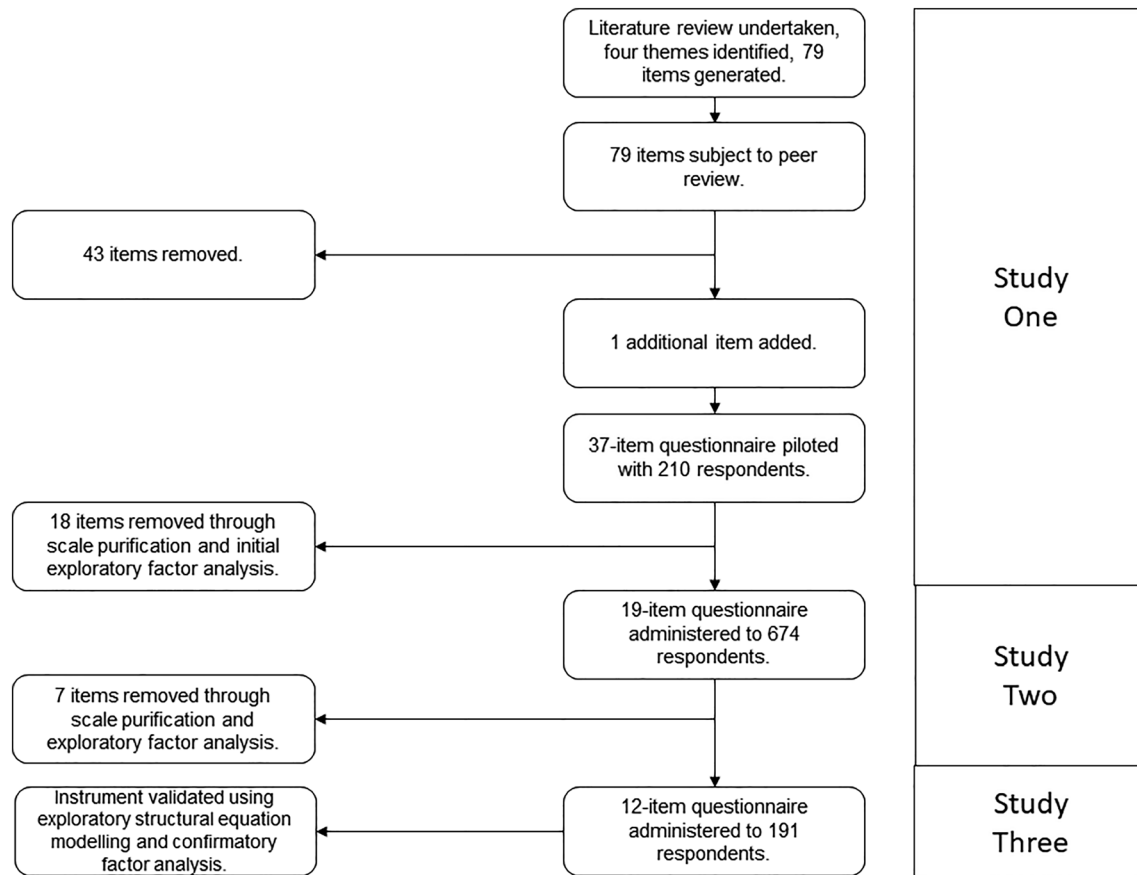 Literature review undertaken,
four themes identified, 79
items generated.
79 items subject to peer
review.
43 items removed.
1 additional item added.
37-item questionnaire piloted
with 210 respondents.
18 items removed through
scale purification and initial
exploratory factor analysis.
Study
One
19-item questionnaire
administered to 674
respondents.
7 items removed through
scale purification and
exploratory factor analysis.
Study
Two
12-item questionnaire
administered to 191
respondents.
Instrument validated using
exploratory structural equation
modelling and confirmatory
factor analysis.
Study
Three